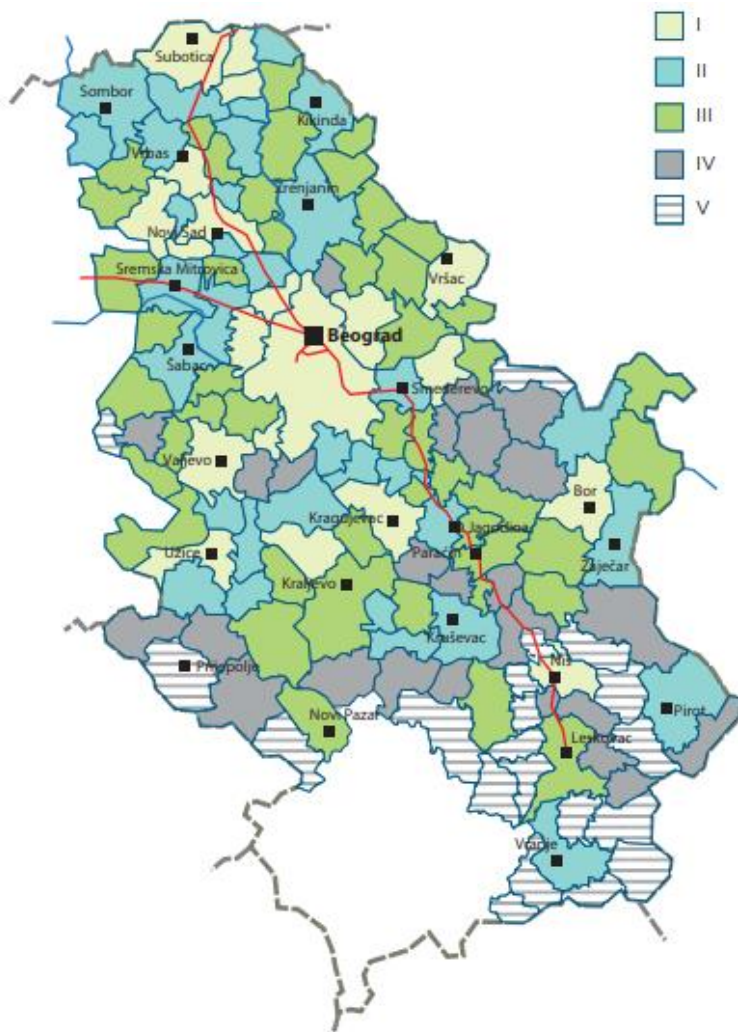 Subotica
I
Sombor
II
Kikinda
III
Vrbas
IV
Zrenjanin
V
Novi Sad
Sremska Mitrovica
Vršac
Beograd
Šabac
Smederevo
Valjevo
Bor
Kragujevac
Jagodina
Užice
Paraćin
Zaječar
Kraljevo
Kruševac
Prijepolje
Niš
Pirot
Novi Pazar
Leskovac
Vranje